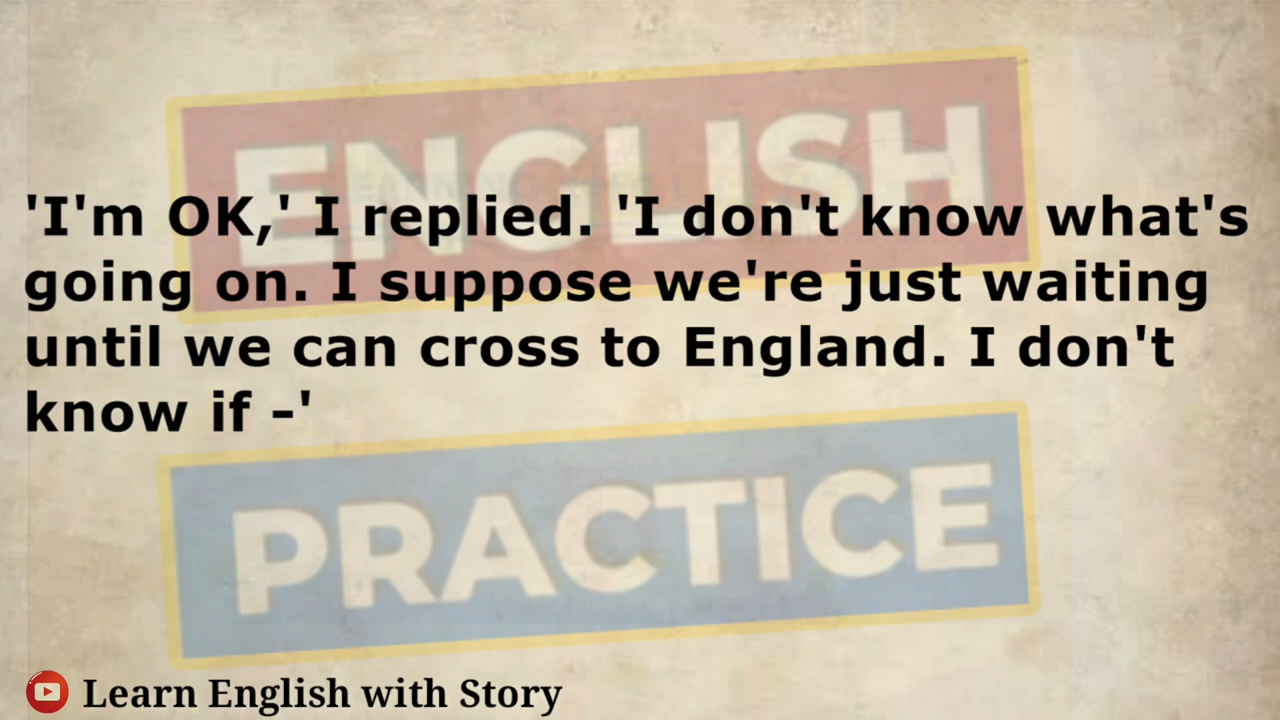 ENGLISH
'I'm OK,' I replied. 'I don't know what's
going on. I suppose we're just waiting
until we can cross to England. I don't
know if –'
PRACTICE
Learn English with Story